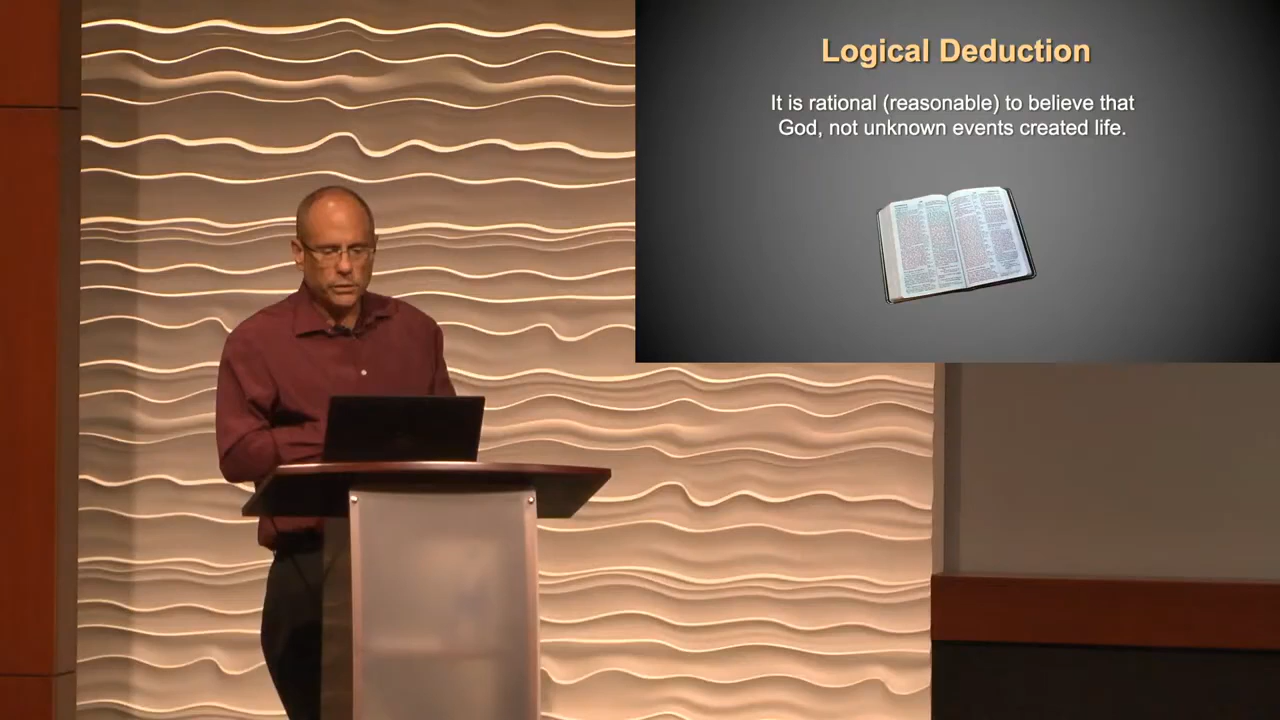 Logical Deduction
It is rational (reasonable) to believe that
God, not unknown events created life.